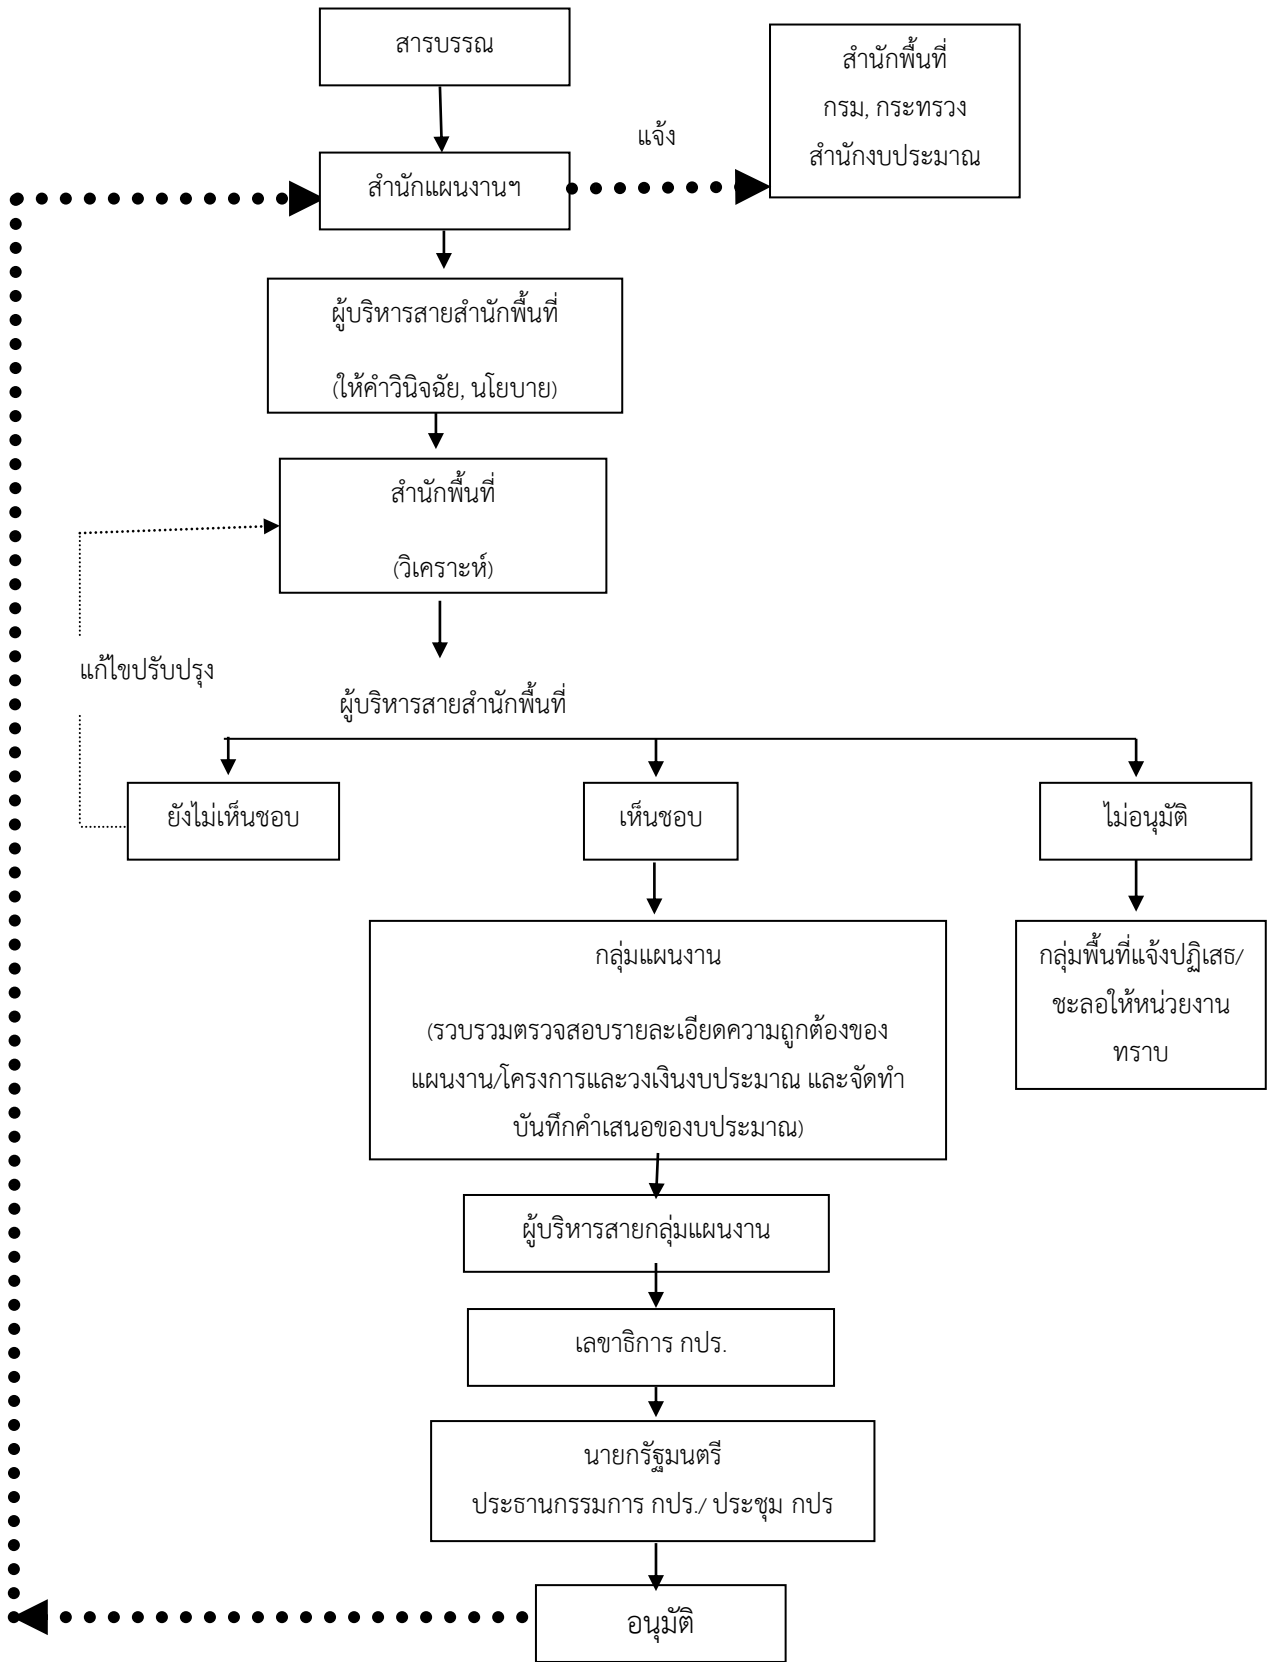 สารบรรณ
สำนักพื้นที่
กรม, กระทรวง
สำนักงบประมาณ
แจ้ง
สำนักแผนงานฯ
ผู้บริหารสายสำนักพื้นที่
(ให้คำวินิจฉัย, นโยบาย)
สำนักพื้นที่
(วิเคราะห์)
แก้ไขปรับปรุง
ผู้บริหารสายสำนักพื้นที่
ยังไม่เห็นชอบ
เห็นชอบ
ไม่อนุมัติ
กลุ่มแผนงาน
(รวบรวมตรวจสอบรายละเอียดความถูกต้องของ
แผนงาน/โครงการและวงเงินงบประมาณ และจัดทำ
บันทึกคำเสนอของบประมาณ)
กลุ่มพื้นที่แจ้งปฏิเสธ/
ชะลอให้หน่วยงาน
ทราบ
ผู้บริหารสายกลุ่มแผนงาน
เลขาธิการ กปร.
นายกรัฐมนตรี
ประธานกรรมการ กปร./ ประชุม กปร
อนุมัติ